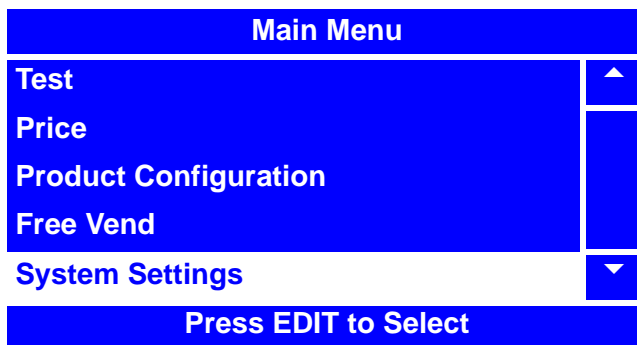 Main Menu
Test
Price
Product Configuration
Free Vend
System Settings
Press EDIT to Select